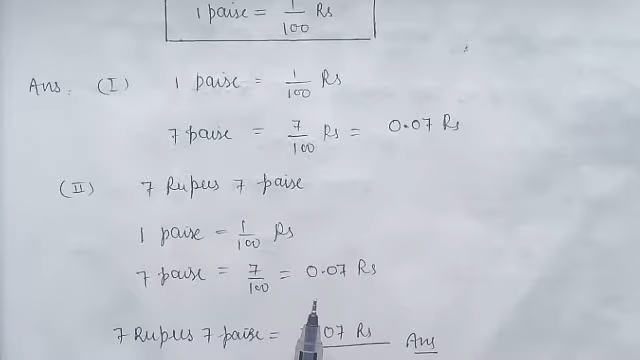 1 paise = 1/100 Rs
Ans. (I) 1 paise = 1/100 Rs
7 paise = 7/100 Rs = 0.07 Rs
(II) 7 Rupees 7 paise
1 paise = 1/100 Rs
7 paise = 7/100 = 0.07 Rs
7 Rupees 7 paise = 07 Rs Ans